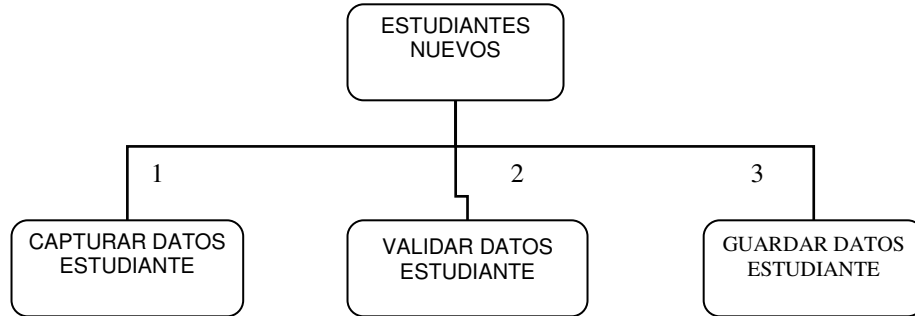 ESTUDIANTES
NUEVOS
1
2
3
CAPTURAR DATOS
ESTUDIANTE
VALIDAR DATOS
ESTUDIANTE
GUARDAR DATOS
ESTUDIANTE